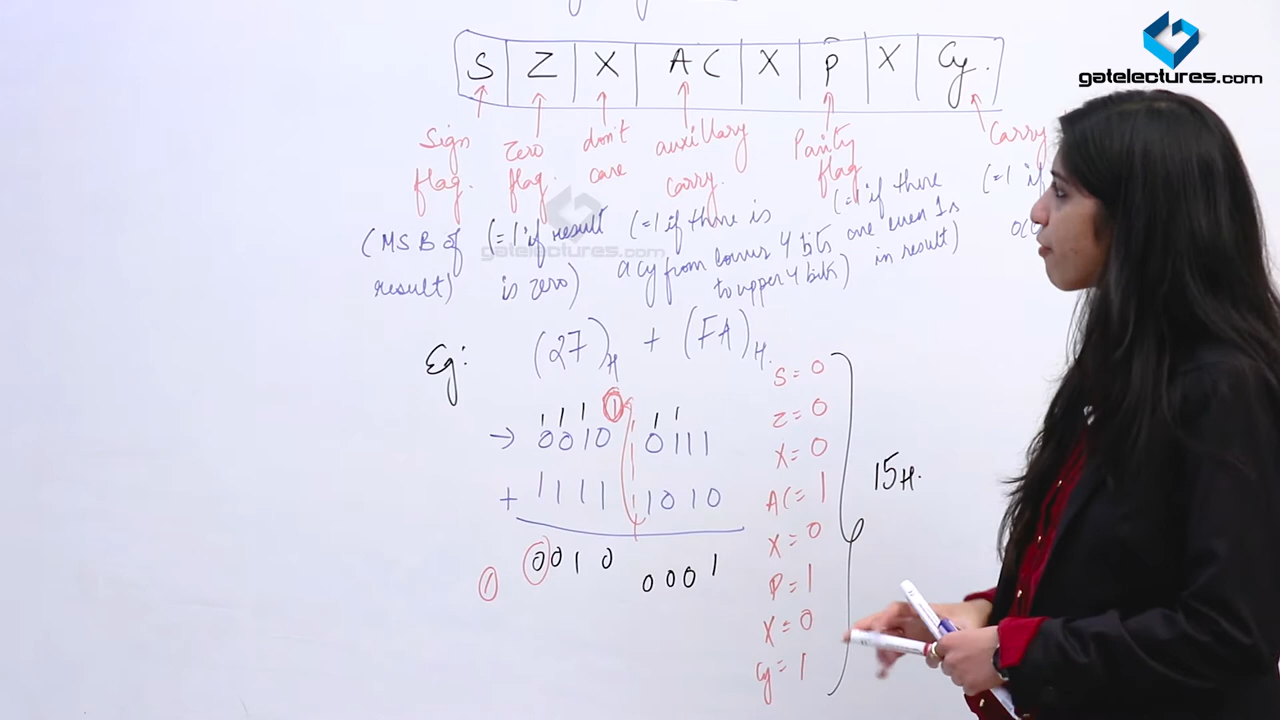 gatelectures.com
S Z X AC X P X Cy.
Sign flag. zero flag. don't care auxillary carry. Parity flag Carry
(MSB of result) (=1 if result is zero) (=1 if there is a cy from lower 4 bits to upper 4 bits) (=1 if there are even 1s in result) (=1 if
gatelectures.com
Eg: (27)H + (FA)H.
1 1 1 1 1 1
→ 0010 0111
+ 1111 1010
1 0010 0001
S=0
Z=0
X=0
AC=1
X=0
P=1
X=0
Cy=1
15H.